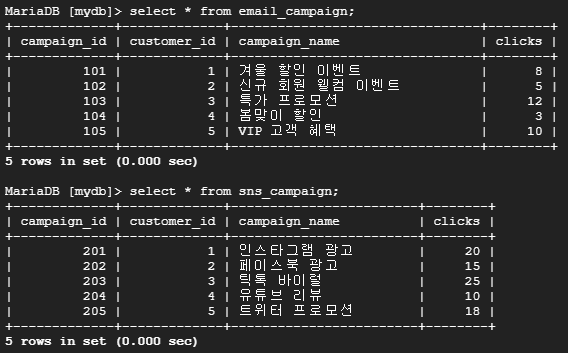 MariaDB [mydb]> select * from email_campaign;
+-------------+-------------+-------------------------+--------+
| campaign_id | customer_id | campaign_name | clicks |
+-------------+-------------+-------------------------+--------+
| 101 | 1 | 겨울 할인 이벤트 | 8 |
| 102 | 2 | 신규 회원 웰컴 이벤트 | 5 |
| 103 | 3 | 특가 프로모션 | 12 |
| 104 | 4 | 봄맞이 할인 | 3 |
| 105 | 5 | VIP 고객 혜택 | 10 |
+-------------+-------------+-------------------------+--------+
5 rows in set (0.000 sec)
MariaDB [mydb]> select * from sns_campaign;
+-------------+-------------+-------------------+--------+
| campaign_id | customer_id | campaign_name | clicks |
+-------------+-------------+-------------------+--------+
| 201 | 1 | 인스타그램 광고 | 20 |
| 202 | 2 | 페이스북 광고 | 15 |
| 203 | 3 | 틱톡 바이럴 | 25 |
| 204 | 4 | 유튜브 리뷰 | 10 |
| 205 | 5 | 트위터 프로모션 | 18 |
+-------------+-------------+-------------------+--------+
5 rows in set (0.000 sec)